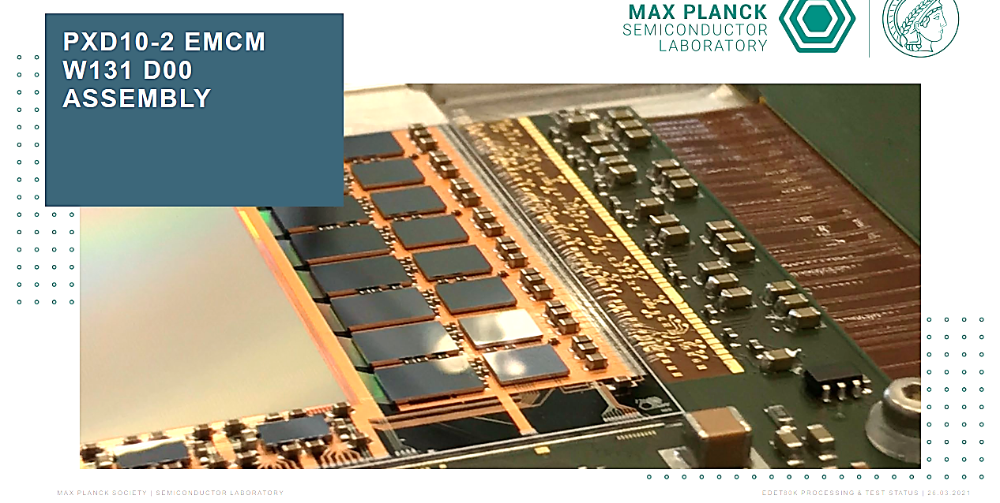 PXD10-2 EMCM
W131 D00
ASSEMBLY
MAX PLANCK
SEMICONDUCTOR
LABORATORY
MAX PLANCK SOCIETY | SEMICONDUCTOR LABORATORY
EDET80K PROCESSING & TEST STATUS | 26.03.2021